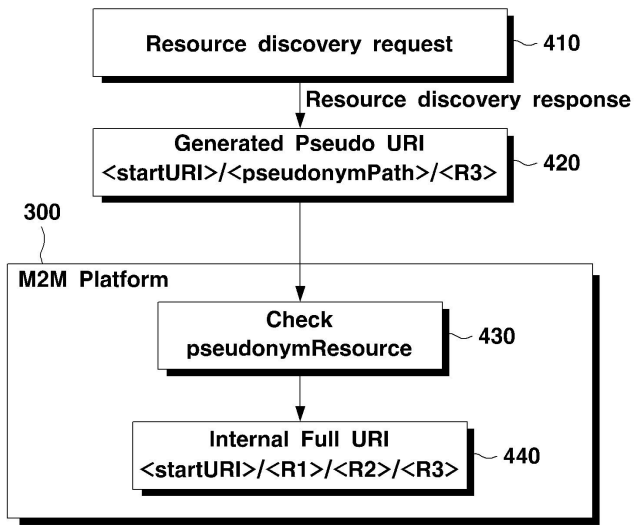 Resource discovery request
410
Resource discovery response
Generated Pseudo URI
<startURI>/<pseudonymPath>/<R3>
420
300
M2M Platform
Check
pseudonymResource
430
Internal Full URI
<startURI>/<R1>/<R2>/<R3>
440